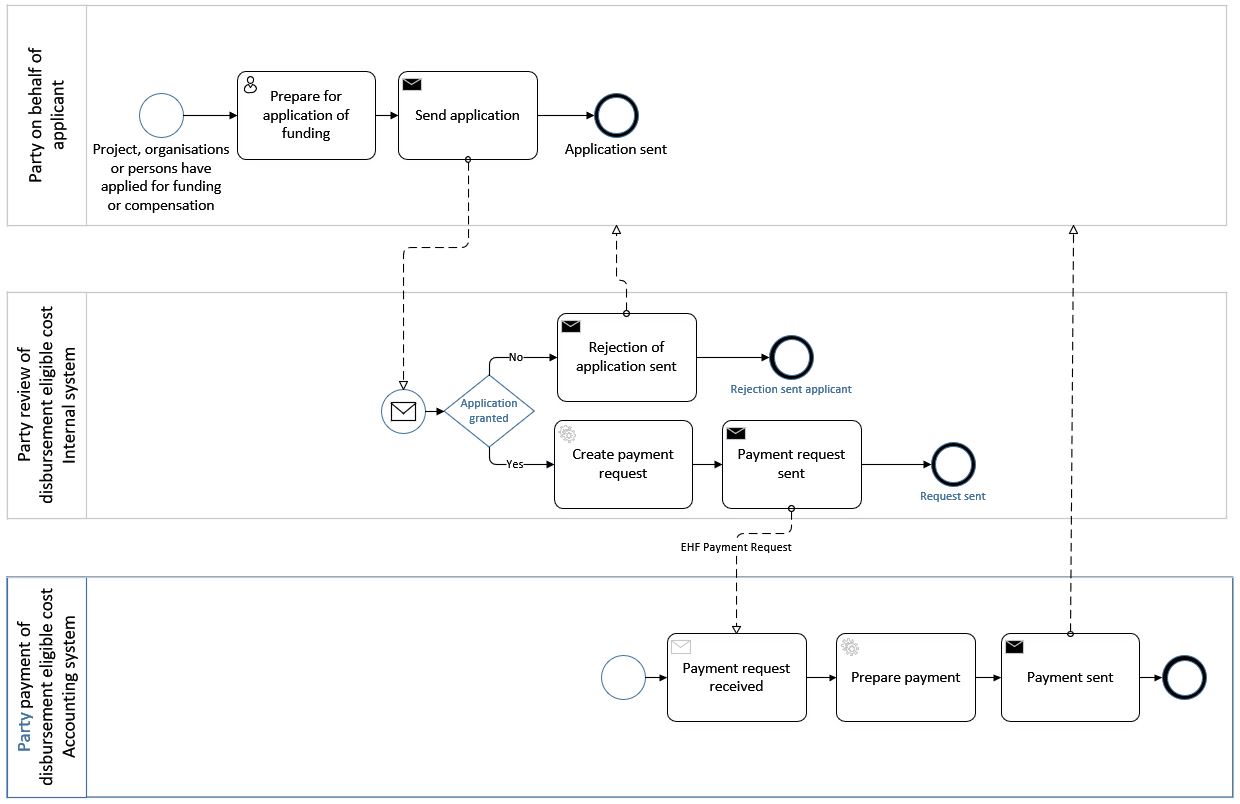 Party on behalf of
applicant
Prepare for
application of
funding
Send application
Project, organisations
or persons have
applied for funding
or compensation
Application sent
Party review of
disbursement eligible cost
Internal system
No
Rejection of
application sent
Rejection sent applicant
Application
granted
Yes
Create payment
request
Payment request
sent
Request sent
EHF Payment Request
Party payment of
disbursement eligible cost
Accounting system
Payment request
received
Prepare payment
Payment sent